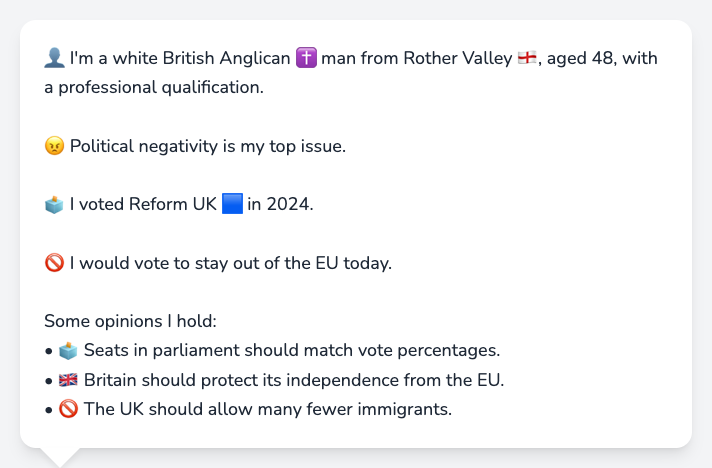 👤 I'm a white British Anglican ✝️ man from Rother Valley 🏴󠁧󠁢󠁥󠁮󠁧󠁿, aged 48, with
a professional qualification.
😠 Political negativity is my top issue.
🗳️ I voted Reform UK 🟦 in 2024.
🚫 I would vote to stay out of the EU today.
Some opinions I hold:
• 🗳️ Seats in parliament should match vote percentages.
• 🇬🇧 Britain should protect its independence from the EU.
• 🚫 The UK should allow many fewer immigrants.